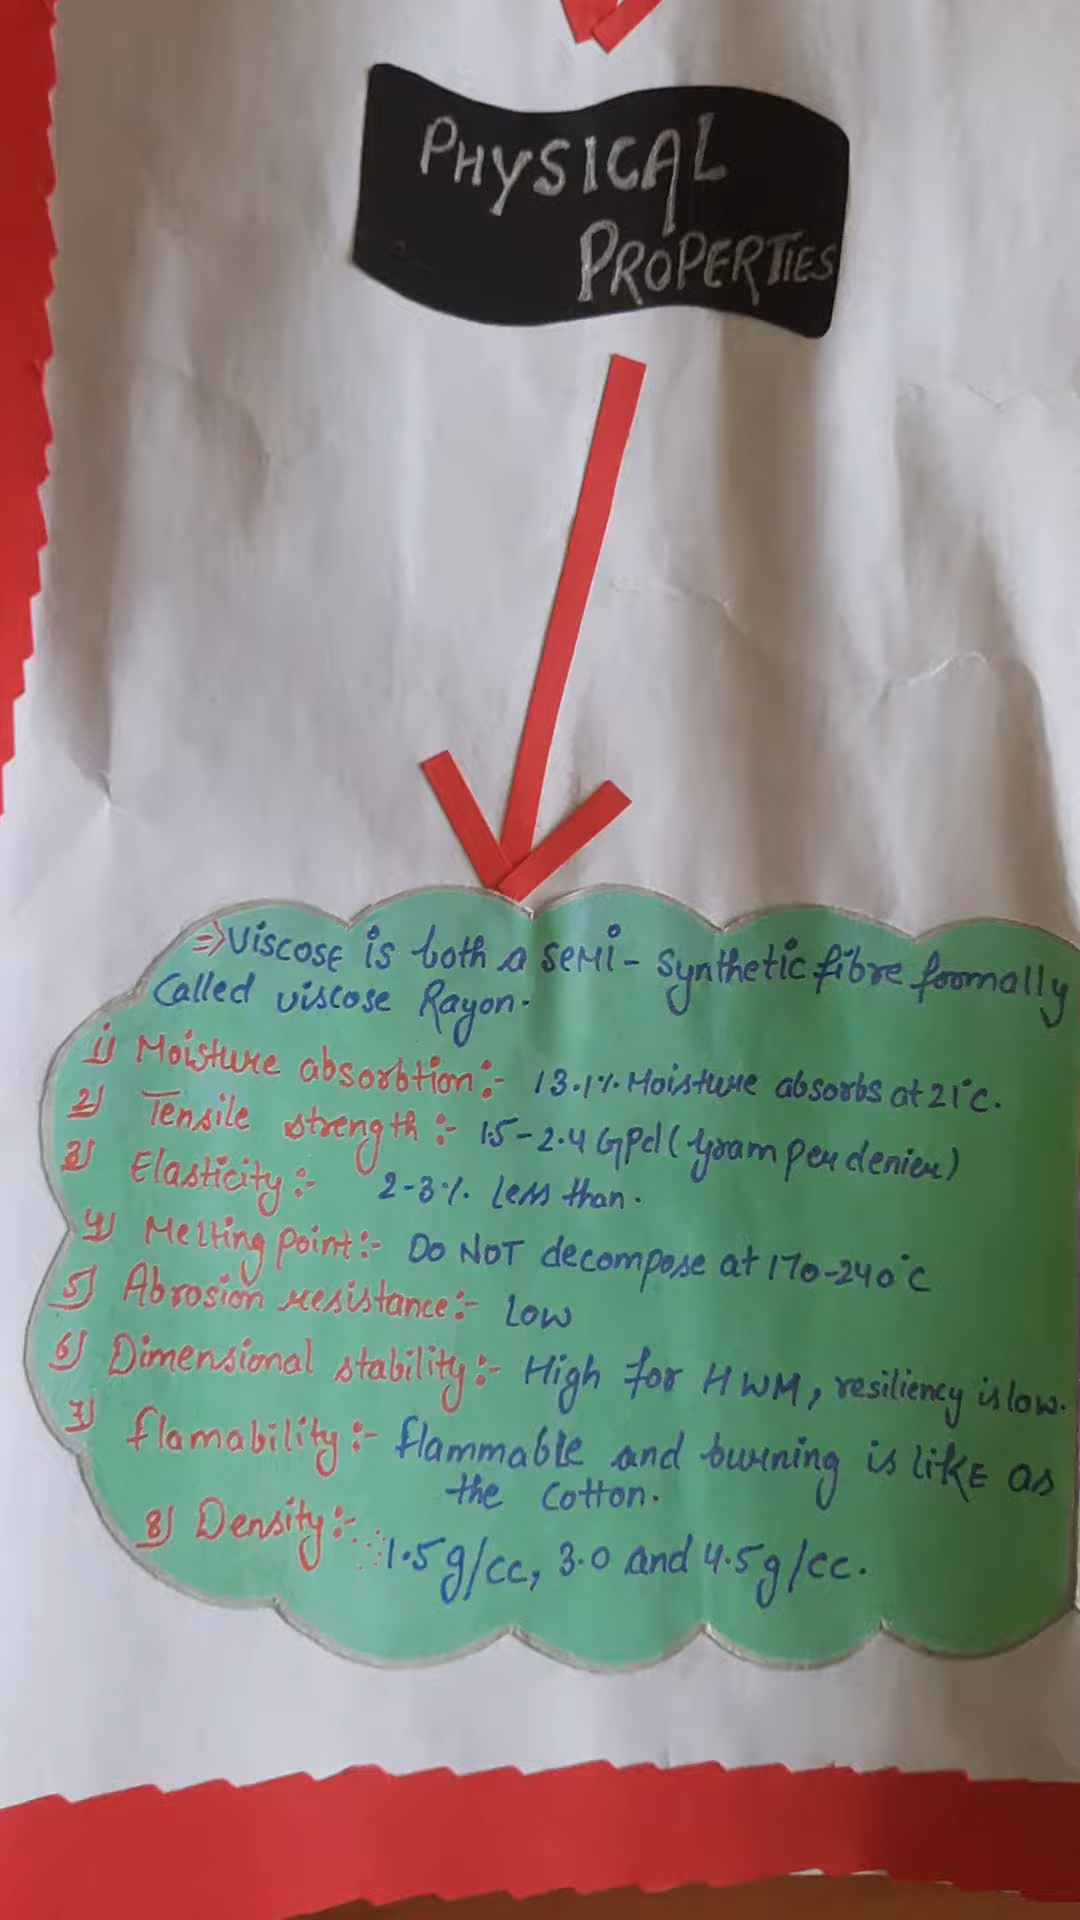 PHYSICAL
PROPERTIES
⇒ Viscose is both a semi-synthetic fibre formally
Called viscose Rayon.
1) Moisture absorbtion:- 13.1% Moisture absorbs at 21°c.
2) Tensile strength:- 1.5-2.4 GPd (gram per denier)
3) Elasticity:- 2-3% Less than.
4) Melting point:- Do NOT decompose at 170-240°C
5) Abrosion resistance:- Low
6) Dimensional stability:- High for HWM, resiliency is low.
7) flamability:- flammable and burning is like as
the cotton.
8) Density:- 1.5g/cc, 3.0 and 4.5g/cc.